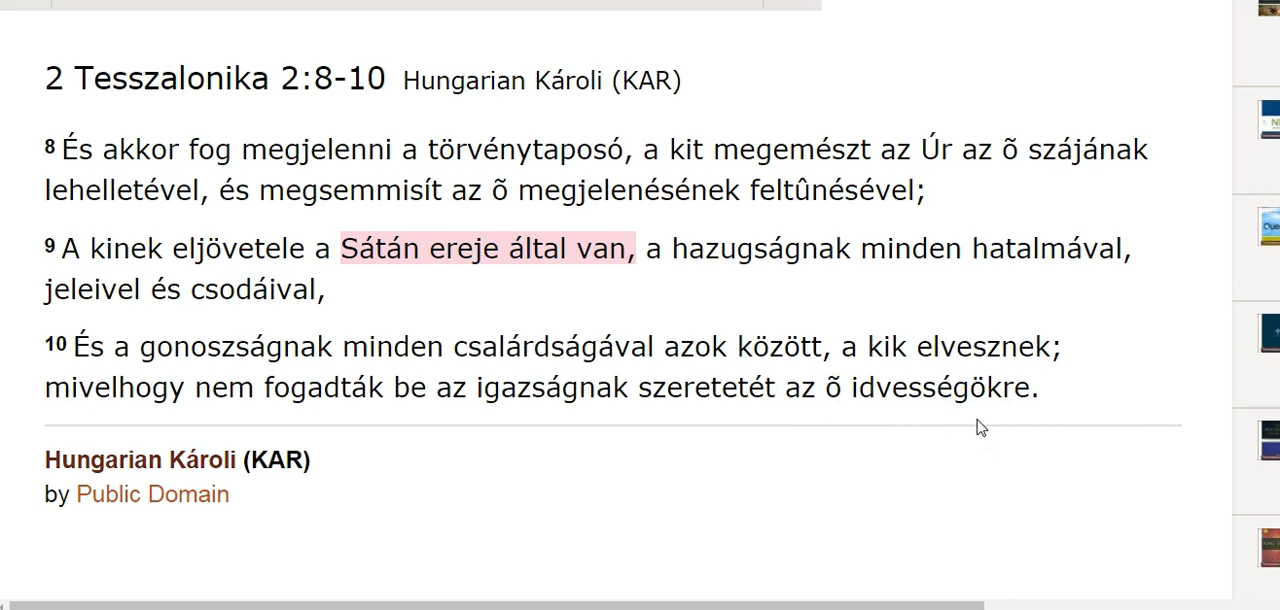 2 Tesszalonika 2:8-10 Hungarian Károli (KAR)
8 És akkor fog megjelenni a törvénytaposó, a kit megemészt az Úr az õ szájának
lehelletével, és megsemmisít az õ megjelenésének feltûnésével;
9 A kinek eljövetele a Sátán ereje által van, a hazugságnak minden hatalmával,
jeleivel és csodáival,
10 És a gonoszságnak minden csalárdságával azok között, a kik elvesznek;
mivelhogy nem fogadták be az igazságnak szeretetét az õ idvességökre.
Hungarian Károli (KAR)
by Public Domain